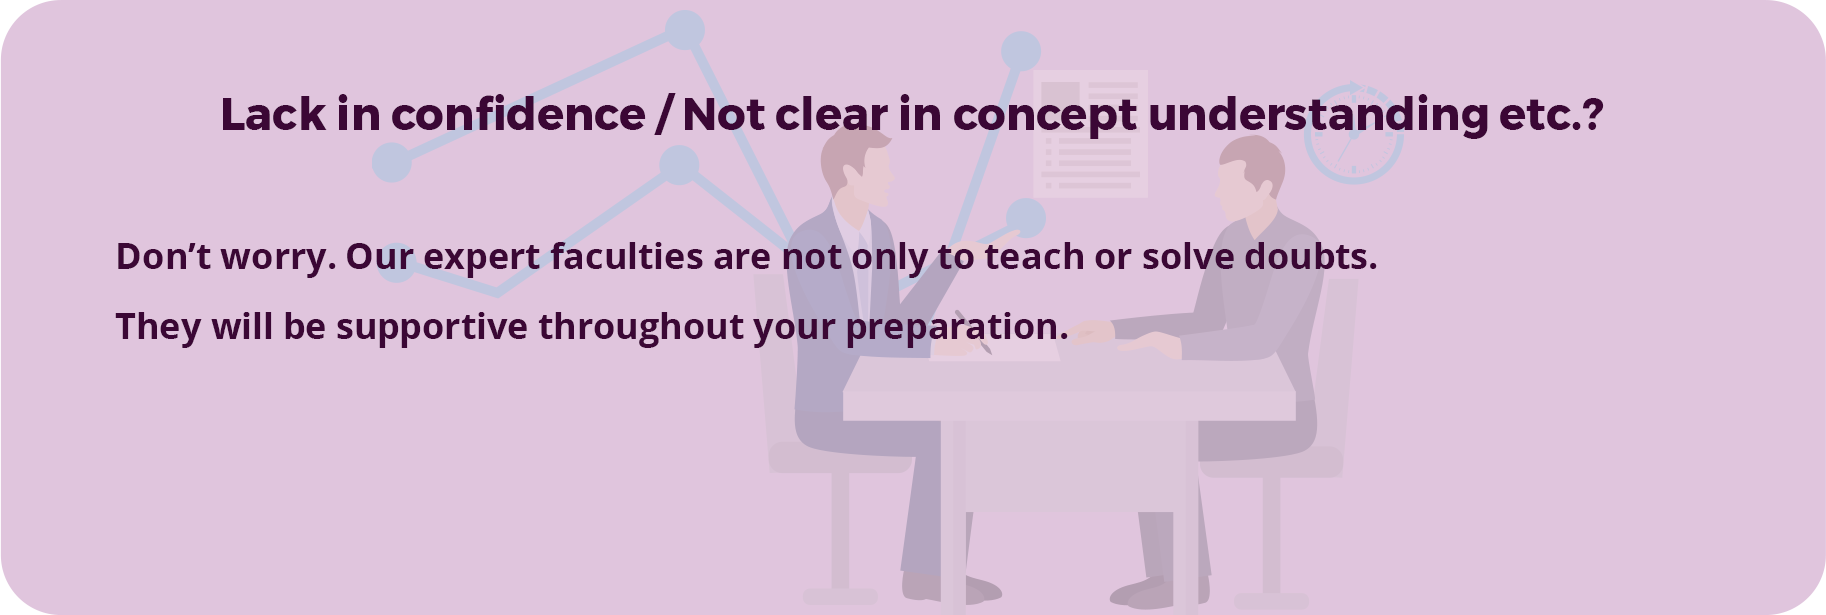 Lack in confidence / Not clear in concept understanding etc.?
Don’t worry. Our expert faculties are not only to teach or solve doubts.
They will be supportive throughout your preparation.